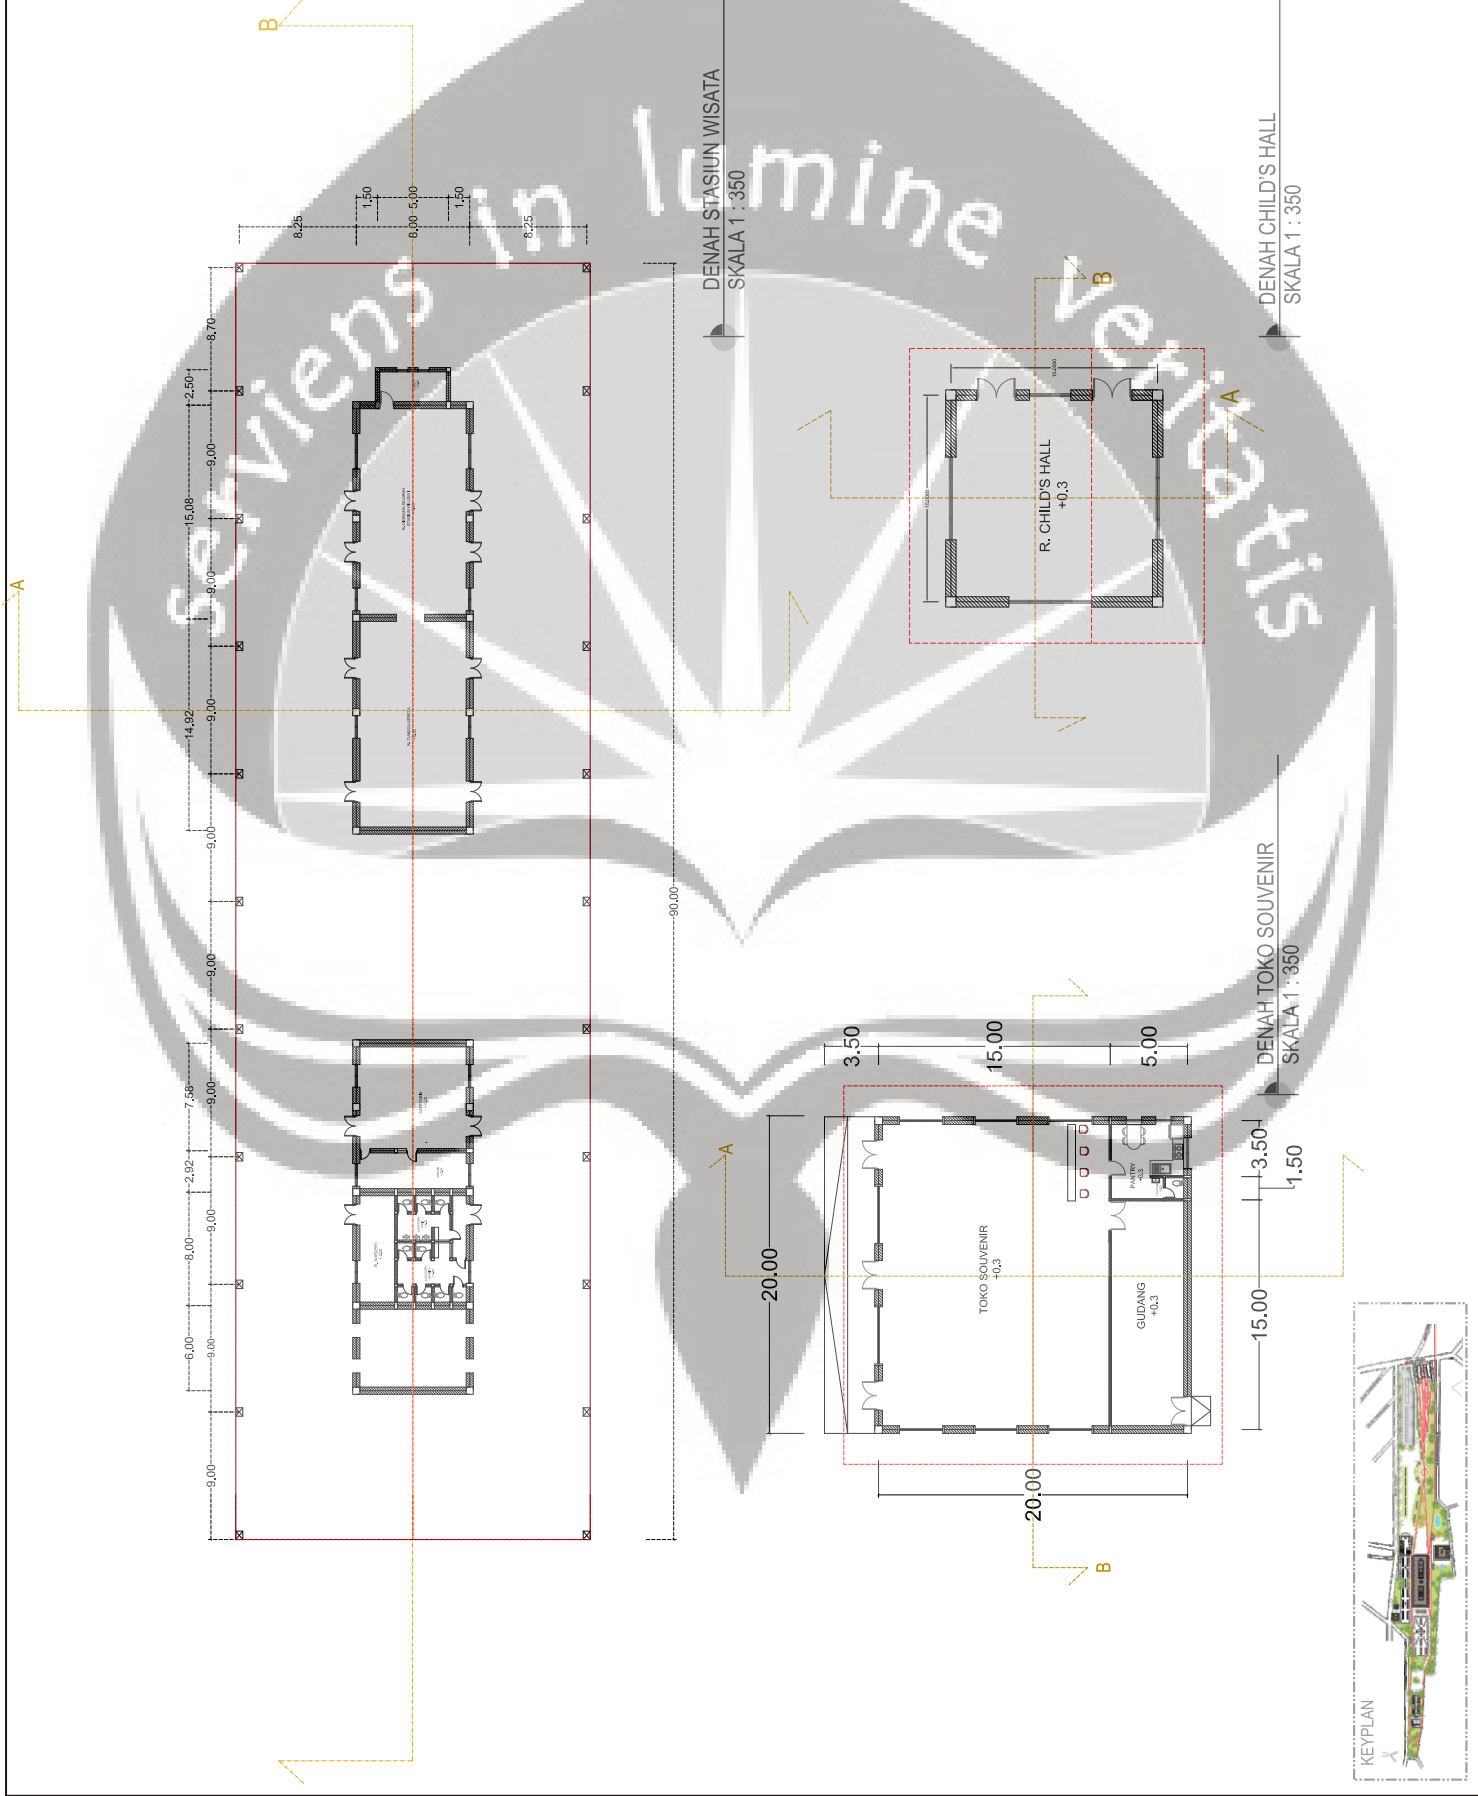 serviens in lumine veritatis
B
A
DENAH STASIUN WISATA
SKALA 1 : 350
8.25
8.00
8.25
1.50
5.00
1.50
8.70
9.00
9.00
9.00
9.00
9.00
9.00
9.00
9.00
9.00
2.50
15.08
14.92
7.58
2.92
8.00
6.00
90.00
DENAH CHILD'S HALL
SKALA 1 : 350
R. CHILD'S HALL
+0.3
B
A
DENAH TOKO SOUVENIR
SKALA 1 : 350
3.50
15.00
5.00
20.00
20.00
3.50
1.50
15.00
TOKO SOUVENIR
+0.3
GUDANG
+0.3
PANTRY
+0.3
A
B
KEYPLAN